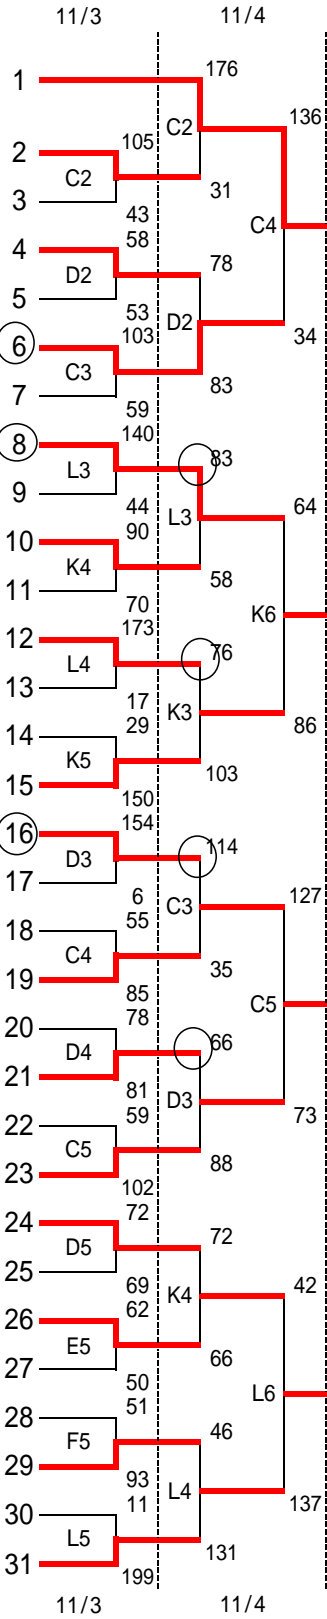 11/3 11/4
1 176
C2 136
2 105
C2
3 31
43 C4
4 58 78
D2
5 53 D2
6 103 34
C3 83
7 59
8 140 83
L3
9 44 L3 64
10 90
K4 58
11 70 K6
12 173 76
L4
13 17 K3
14 29 86
K5 103
15 150
16 154 114
D3
17 6 C3 127
18 55
C4 35
19 85 C5
20 78 66
D4
21 81 D3
22 59 73
C5 88
23 102
24 72 72
D5
25 69 K4 42
26 62
E5 66
27 50 L6
28 51 46
F5
29 93 L4
30 11 137
L5 131
31 199
11/3 11/4